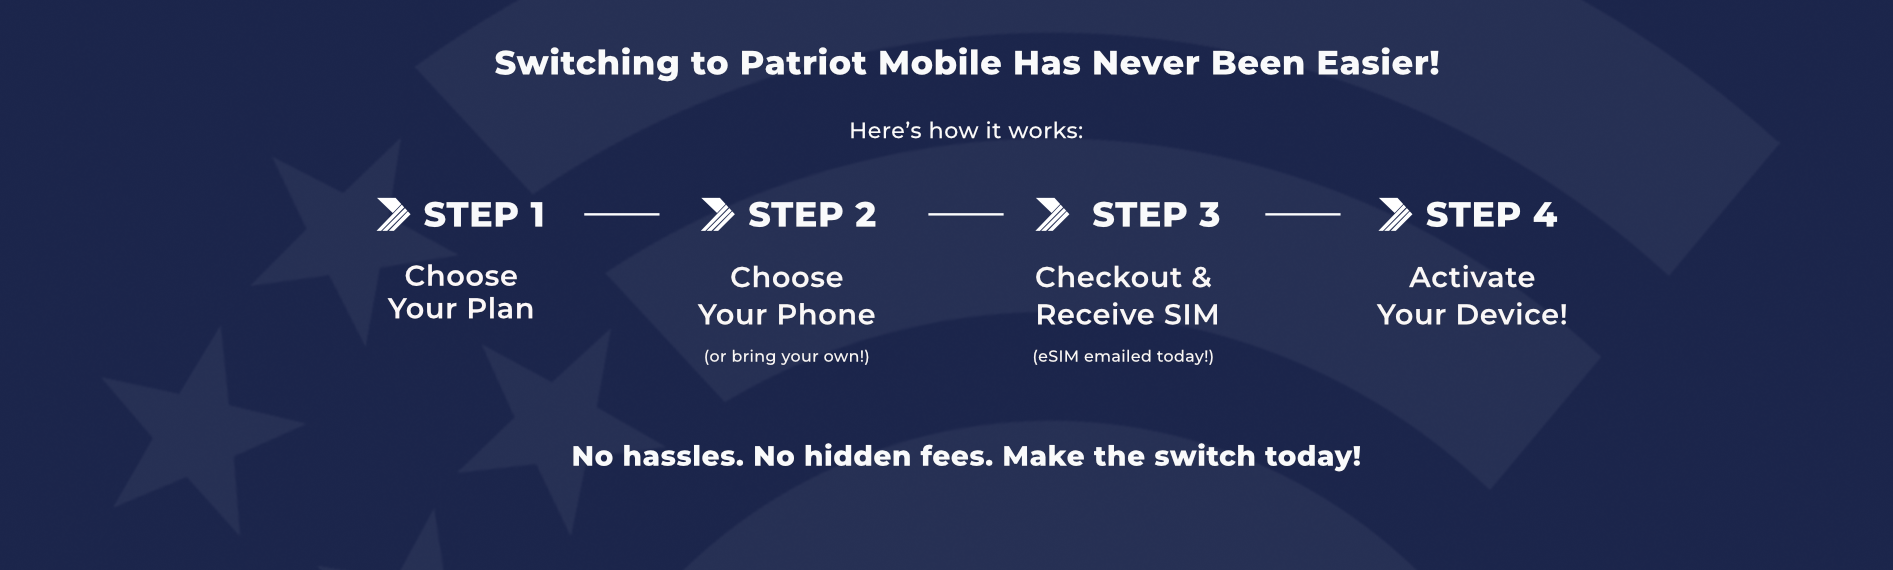 Switching to Patriot Mobile Has Never Been Easier!
Here’s how it works:
STEP 1
Choose
Your Plan
STEP 2
Choose
Your Phone
(or bring your own!)
STEP 3
Checkout &
Receive SIM
(eSIM emailed today!)
STEP 4
Activate
Your Device!
No hassles. No hidden fees. Make the switch today!